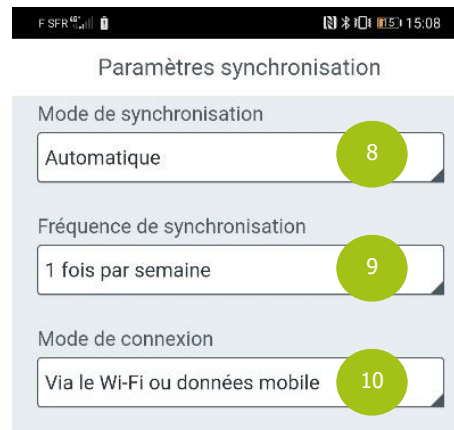 F SFR 4G 15 15:08
Paramètres synchronisation
Mode de synchronisation
Automatique 8
Fréquence de synchronisation
1 fois par semaine 9
Mode de connexion
Via le Wi-Fi ou données mobile 10